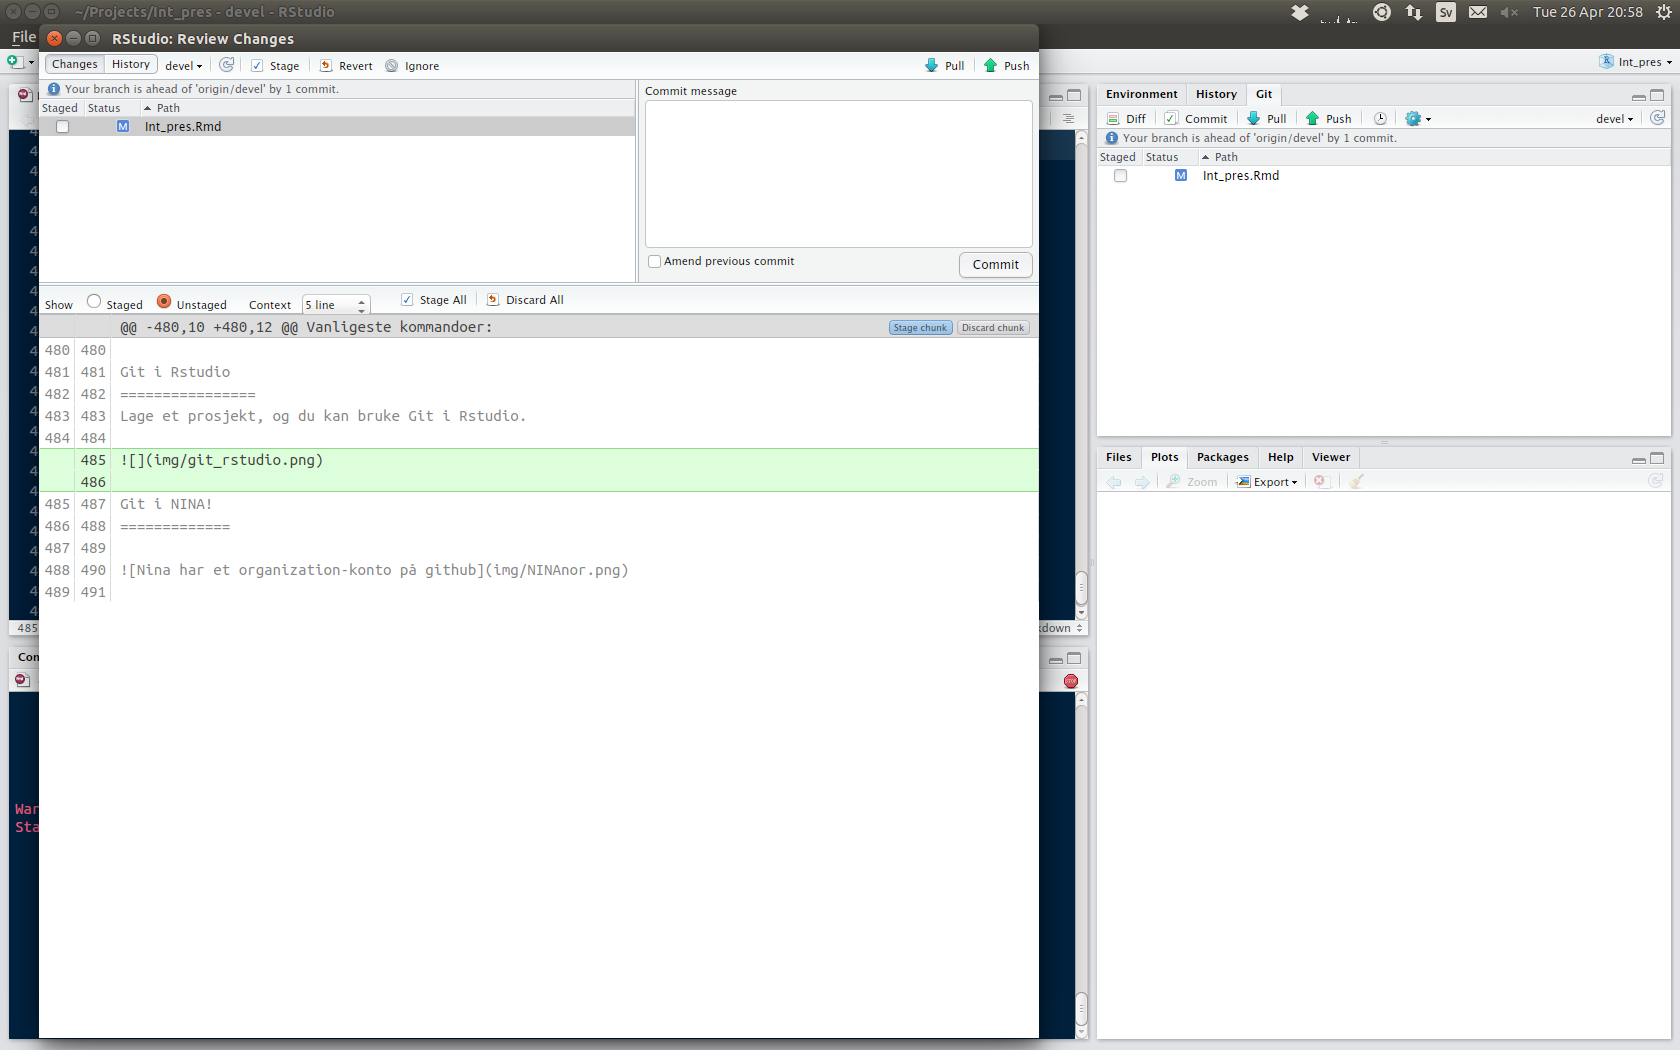 ~/Projects/Int_pres - devel - RStudio
Sv
Tue 26 Apr 20:58
File
RStudio: Review Changes
Int_pres
Changes
History
devel
Stage
Revert
Ignore
Pull
Push
Your branch is ahead of 'origin/devel' by 1 commit.
Staged Status Path
M Int_pres.Rmd
Commit message
Amend previous commit
Commit
Show Staged Unstaged Context 5 line Stage All Discard All
@@ -480,10 +480,12 @@ Vanligeste kommandoer:
Stage chunk Discard chunk
480 480
481 481 Git i Rstudio
482 482 ================
483 483 Lage et prosjekt, og du kan bruke Git i Rstudio.
484 484
485 ![](img/git_rstudio.png)
486
485 487 Git i NINA!
486 488 =============
487 489
488 490 ![Nina har et organization-konto på github](img/NINAnor.png)
489 491
485
kdown
Con
War
Sta
Environment History Git
Diff Commit Pull Push devel
Your branch is ahead of 'origin/devel' by 1 commit.
Staged Status Path
M Int_pres.Rmd
Files Plots Packages Help Viewer
Zoom Export